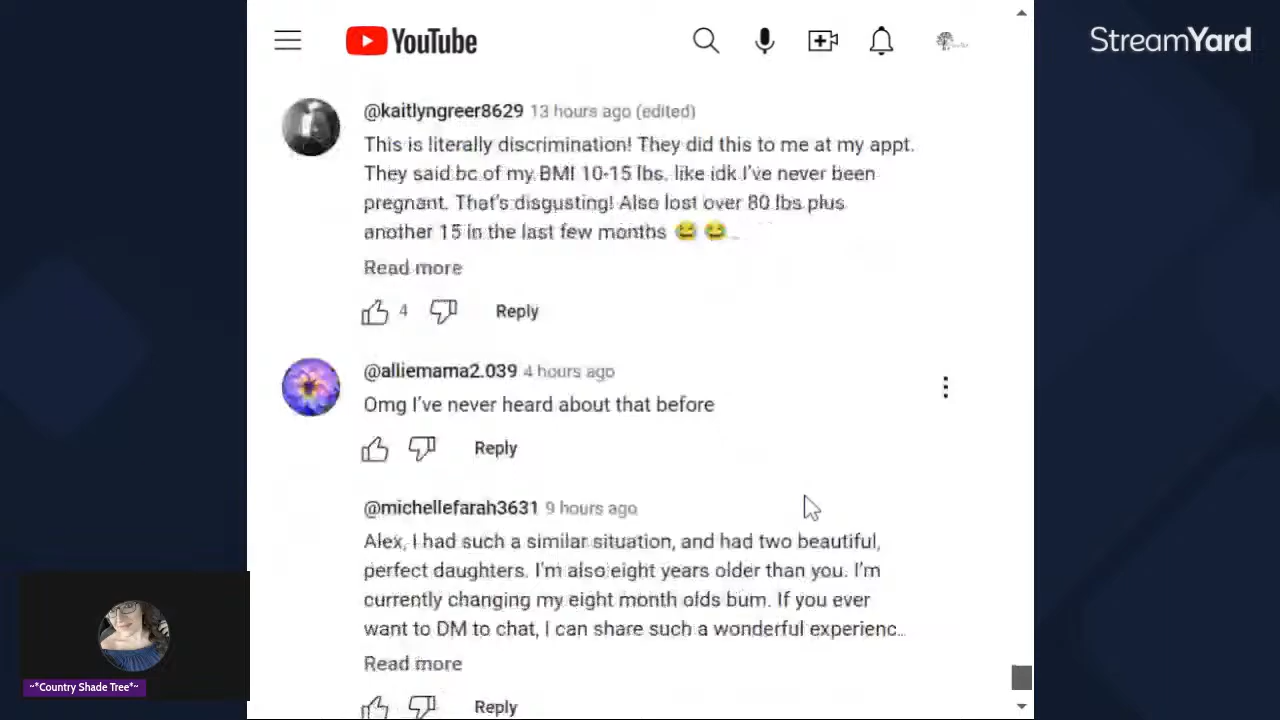 YouTube
StreamYard
@kaitlyngreer8629 13 hours ago (edited)
This is literally discrimination! They did this to me at my appt.
They said bc of my BMI 10-15 lbs. like idk I've never been
pregnant. That's disgusting! Also lost over 80 lbs plus
another 15 in the last few months 😂 😂
Read more
4 Reply
@alliemama2.039 4 hours ago
Omg I've never heard about that before
Reply
@michellefarah3631 9 hours ago
Alex, I had such a similar situation, and had two beautiful,
perfect daughters. I'm also eight years older than you. I'm
currently changing my eight month olds bum. If you ever
want to DM to chat, I can share such a wonderful experienc...
Read more
Reply
~*Country Shade Tree*~